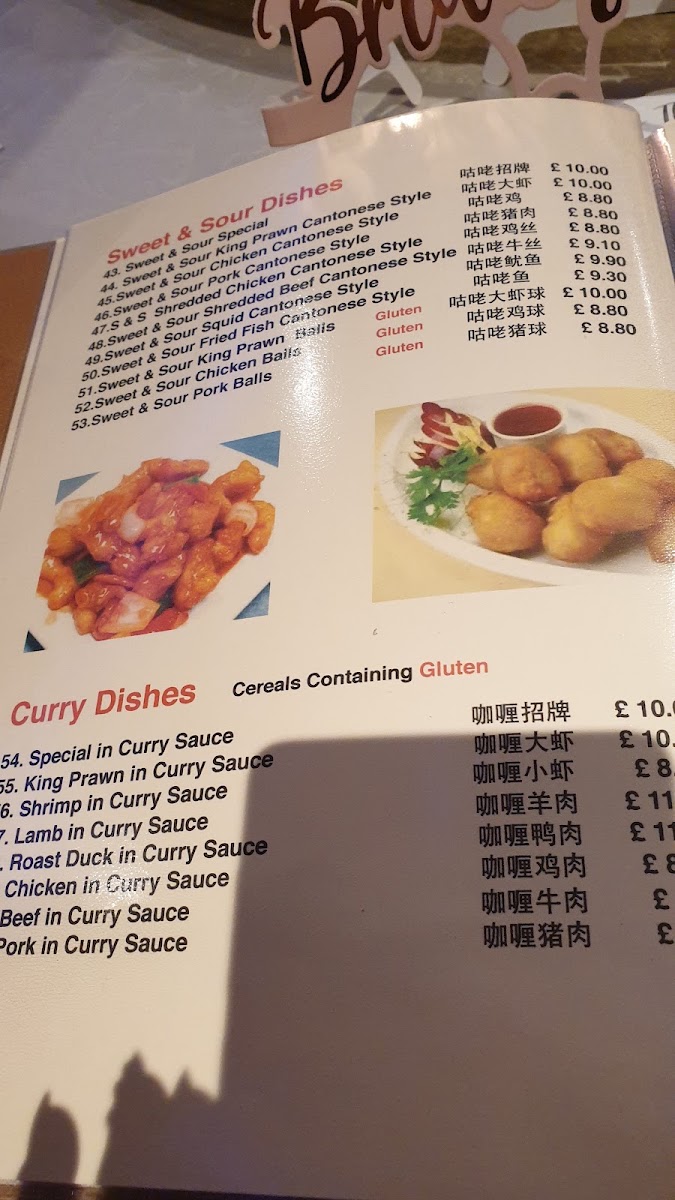 Sweet & Sour Dishes
43. Sweet & Sour Special 咕咾招牌 £ 10.00
44. Sweet & Sour King Prawn Cantonese Style 咕咾大虾 £ 10.00
45.Sweet & Sour Chicken Cantonese Style 咕咾鸡 £ 8.80
46.Sweet & Sour Pork Cantonese Style 咕咾猪肉 £ 8.80
47.S & S Shredded Chicken Cantonese Style 咕咾鸡丝 £ 8.80
48.Sweet & Sour Shredded Beef Cantonese Style 咕咾牛丝 £ 9.10
49.Sweet & Sour Squid Cantonese Style 咕咾鱿鱼 £ 9.90
50.Sweet & Sour Fried Fish Cantonese Style 咕咾鱼 £ 9.30
51.Sweet & Sour King Prawn Balls Gluten 咕咾大虾球 £ 10.00
52.Sweet & Sour Chicken Balls Gluten 咕咾鸡球 £ 8.80
53.Sweet & Sour Pork Balls Gluten 咕咾猪球 £ 8.80
Curry Dishes Cereals Containing Gluten
54. Special in Curry Sauce 咖喱招牌 £ 10.0
55. King Prawn in Curry Sauce 咖喱大虾 £ 10.
6. Shrimp in Curry Sauce 咖喱小虾 £ 8.
7. Lamb in Curry Sauce 咖喱羊肉 £ 11
. Roast Duck in Curry Sauce 咖喱鸭肉 £ 11
Chicken in Curry Sauce 咖喱鸡肉 £ 8
Beef in Curry Sauce 咖喱牛肉 £
Pork in Curry Sauce 咖喱猪肉 £